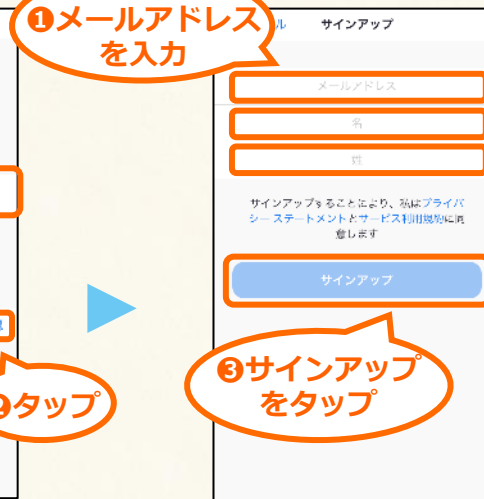 ❶メールアドレス
を入力
ル
サインアップ
メールアドレス
名
姓
サインアップすることにより、私はプライバ
シー ステートメントとサービス利用規約に同
意します
サインアップ
❷タップ
❸サインアップ
をタップ